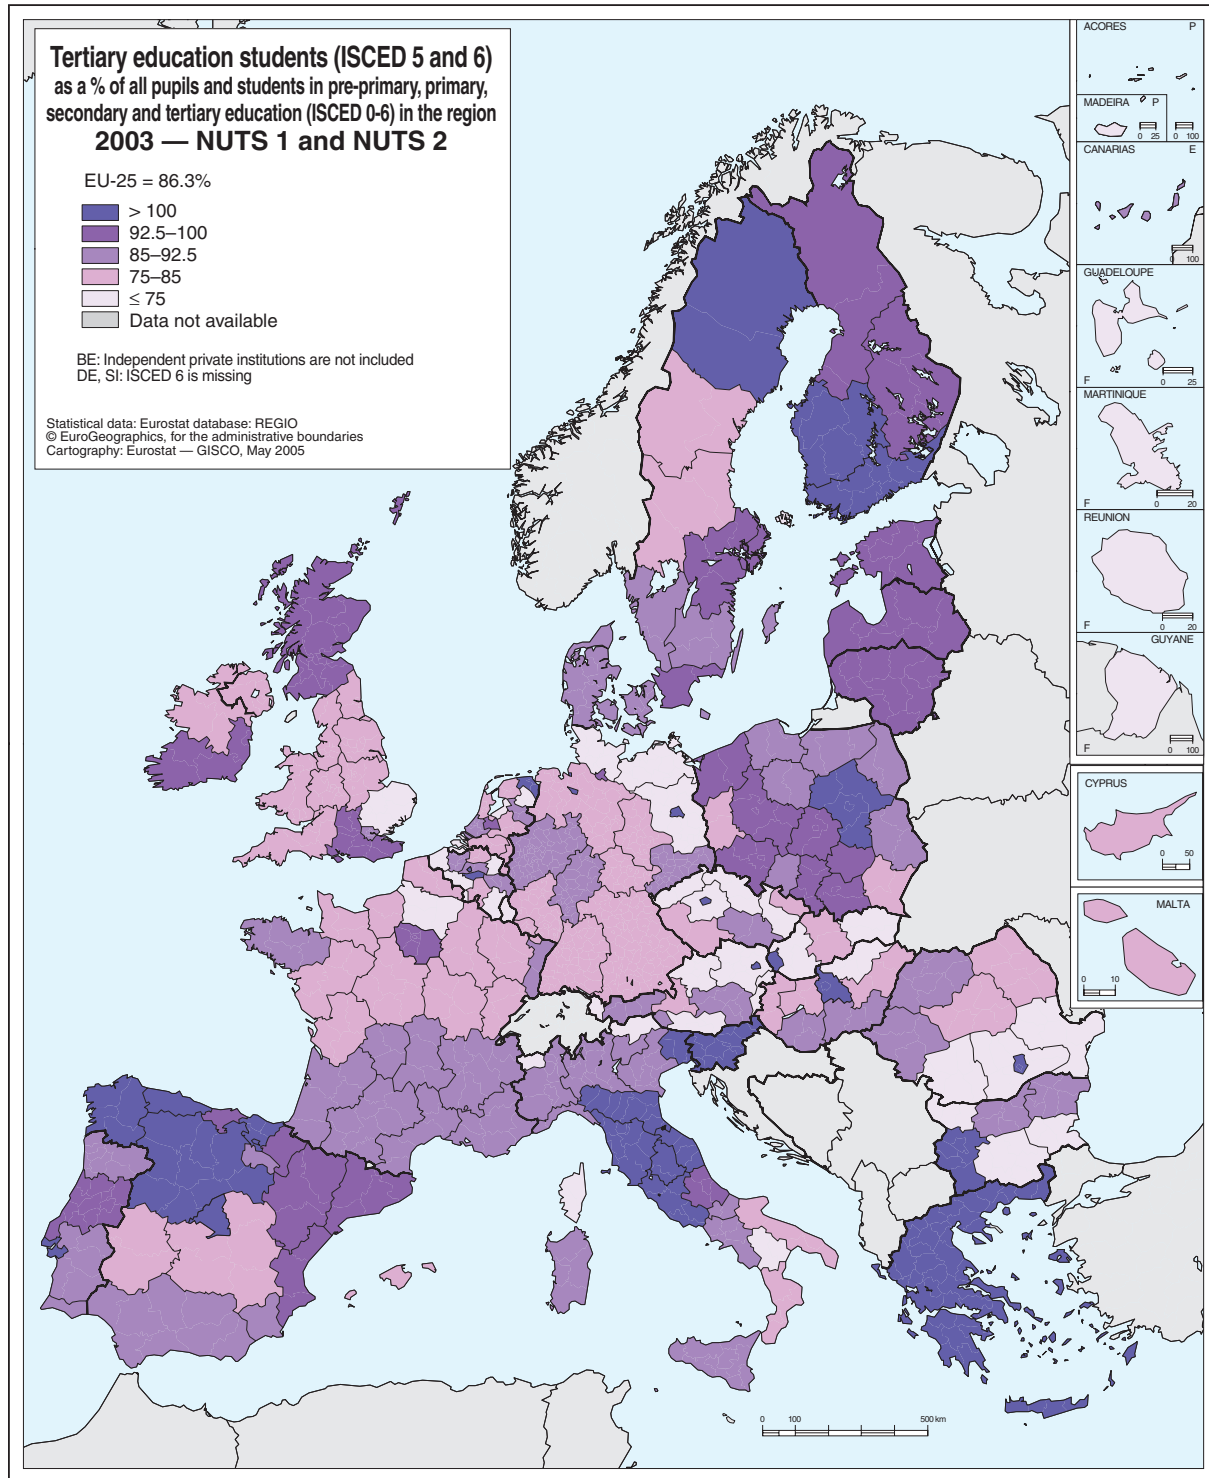 Tertiary education students (ISCED 5 and 6)
as a % of all pupils and students in pre-primary, primary,
secondary and tertiary education (ISCED 0-6) in the region
2003 — NUTS 1 and NUTS 2
EU-25 = 86.3%
> 100
92.5–100
85–92.5
75–85
≤ 75
Data not available
BE: Independent private institutions are not included
DE, SI: ISCED 6 is missing
Statistical data: Eurostat database: REGIO
© EuroGeographics, for the administrative boundaries
Cartography: Eurostat — GISCO, May 2005
ACORES P
MADEIRA P
0 25
0 100
CANARIAS E
0 100
GUADELOUPE
F
0 25
MARTINIQUE
F
0 20
REUNION
F
0 20
GUYANE
F
0 100
CYPRUS
0 50
MALTA
0 10
0 100 500 km